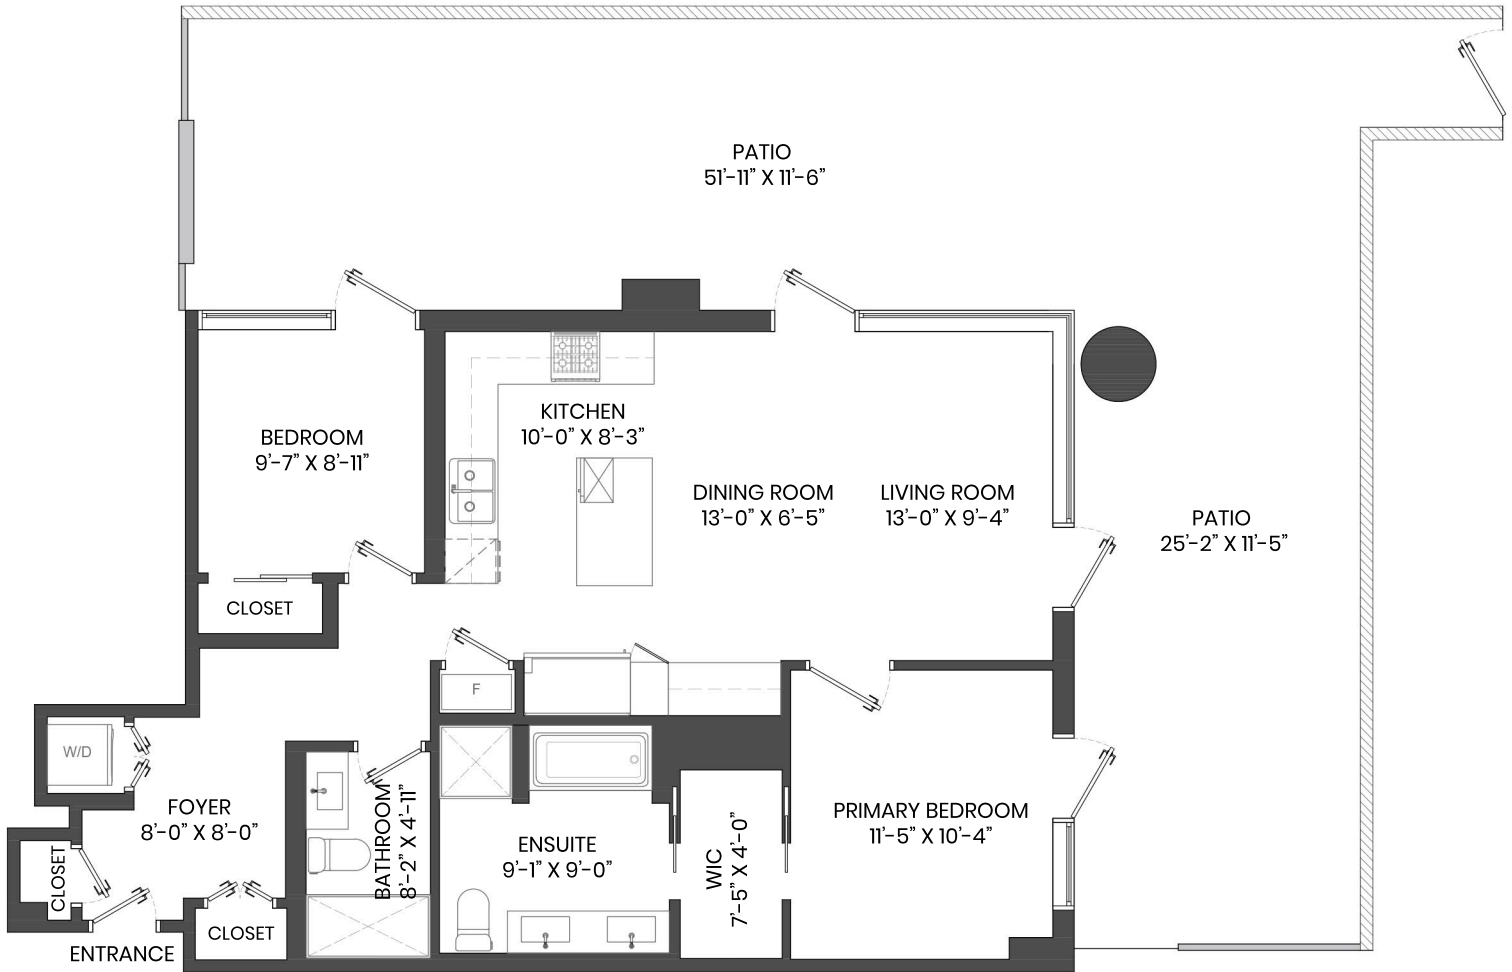 PATIO
51'-11" X 11'-6"
KITCHEN
10'-0" X 8'-3"
BEDROOM
9'-7" X 8'-11"
DINING ROOM
13'-0" X 6'-5"
LIVING ROOM
13'-0" X 9'-4"
PATIO
25'-2" X 11'-5"
CLOSET
F
W/D
FOYER
8'-0" X 8'-0"
BATHROOM
8'-2" X 4'-11"
ENSUITE
9'-1" X 9'-0"
WIC
7'-5" X 4'-0"
PRIMARY BEDROOM
11'-5" X 10'-4"
CLOSET
CLOSET
ENTRANCE